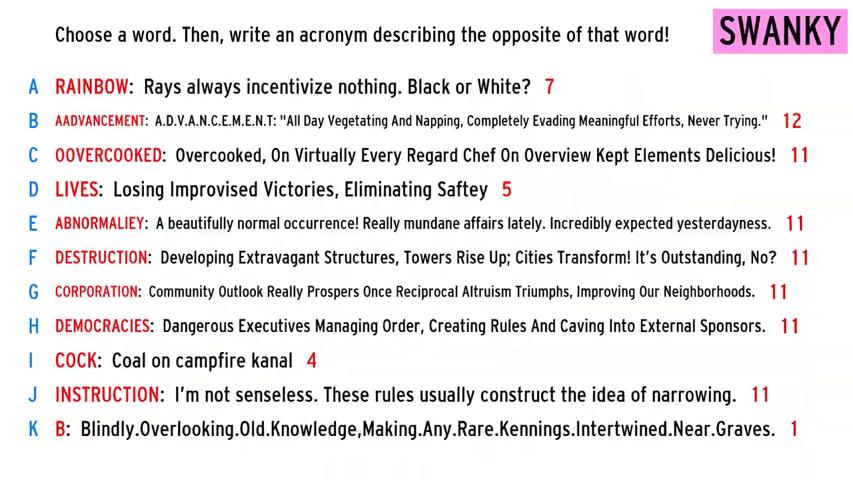 Choose a word. Then, write an acronym describing the opposite of that word!
SWANKY
A RAINBOW: Rays always incentivize nothing. Black or White? 7
B AADVANCEMENT: A.D.V.A.N.C.E.M.E.N.T: "All Day Vegetating And Napping, Completely Evading Meaningful Efforts, Never Trying." 12
C OOVERCOOKED: Overcooked, On Virtually Every Regard Chef On Overview Kept Elements Delicious! 11
D LIVES: Losing Improvised Victories, Eliminating Saftey 5
E ABNORMALIEY: A beautifully normal occurrence! Really mundane affairs lately. Incredibly expected yesterdayness. 11
F DESTRUCTION: Developing Extravagant Structures, Towers Rise Up; Cities Transform! It's Outstanding, No? 11
G CORPORATION: Community Outlook Really Prospers Once Reciprocal Altruism Triumphs, Improving Our Neighborhoods. 11
H DEMOCRACIES: Dangerous Executives Managing Order, Creating Rules And Caving Into External Sponsors. 11
I COCK: Coal on campfire kanal 4
J INSTRUCTION: I'm not senseless. These rules usually construct the idea of narrowing. 11
K B: Blindly.Overlooking.Old.Knowledge,Making.Any.Rare.Kennings.Intertwined.Near.Graves. 1